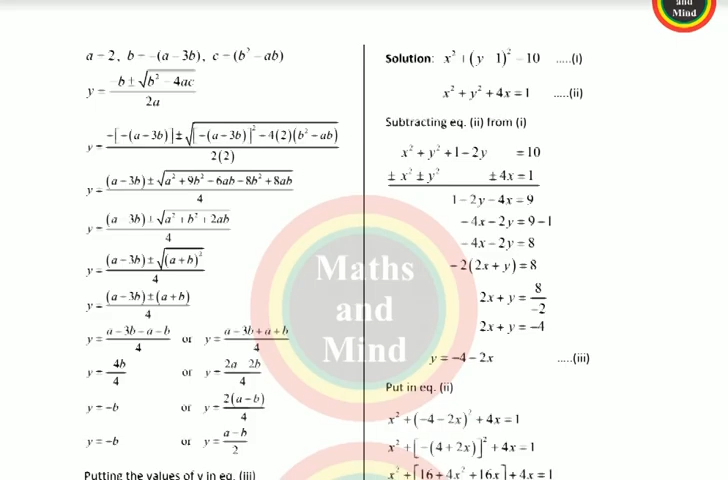 and
Mind
a = 2, b = -(a - 3b), c = (b² - ab)
y = (-b ± √(b² - 4ac)) / 2a
y = (-[-(a - 3b)] ± √([-(a - 3b)]² - 4(2)(b² - ab))) / 2(2)
y = ((a - 3b) ± √(a² + 9b² - 6ab - 8b² + 8ab)) / 4
y = ((a 3b) ± √(a² + b² + 2ab)) / 4
y = ((a - 3b) ± √((a + b)²)) / 4
y = ((a - 3b) ± (a + b)) / 4
y = (a - 3b - a - b) / 4 or y = (a - 3b + a + b) / 4
y = 4b / 4 or y = (2a 2b) / 4
y = -b or y = 2(a - b) / 4
y = -b or y = (a - b) / 2
Putting the values of y in eq. (iii)
Solution: x² + (y 1)² - 10 .....(i)
x² + y² + 4x = 1 .....(ii)
Subtracting eq. (ii) from (i)
x² + y² + 1 - 2y = 10
± x² ± y² ± 4x = 1
1 - 2y - 4x = 9
-4x - 2y = 9 - 1
-4x - 2y = 8
-2(2x + y) = 8
2x + y = 8 / -2
2x + y = -4
y = -4 - 2x .....(iii)
Put in eq. (ii)
x² + (-4 - 2x)² + 4x = 1
x² + [-(4 + 2x)]² + 4x = 1
x² + [16 + 4x² + 16x] + 4x = 1
Maths
and
Mind